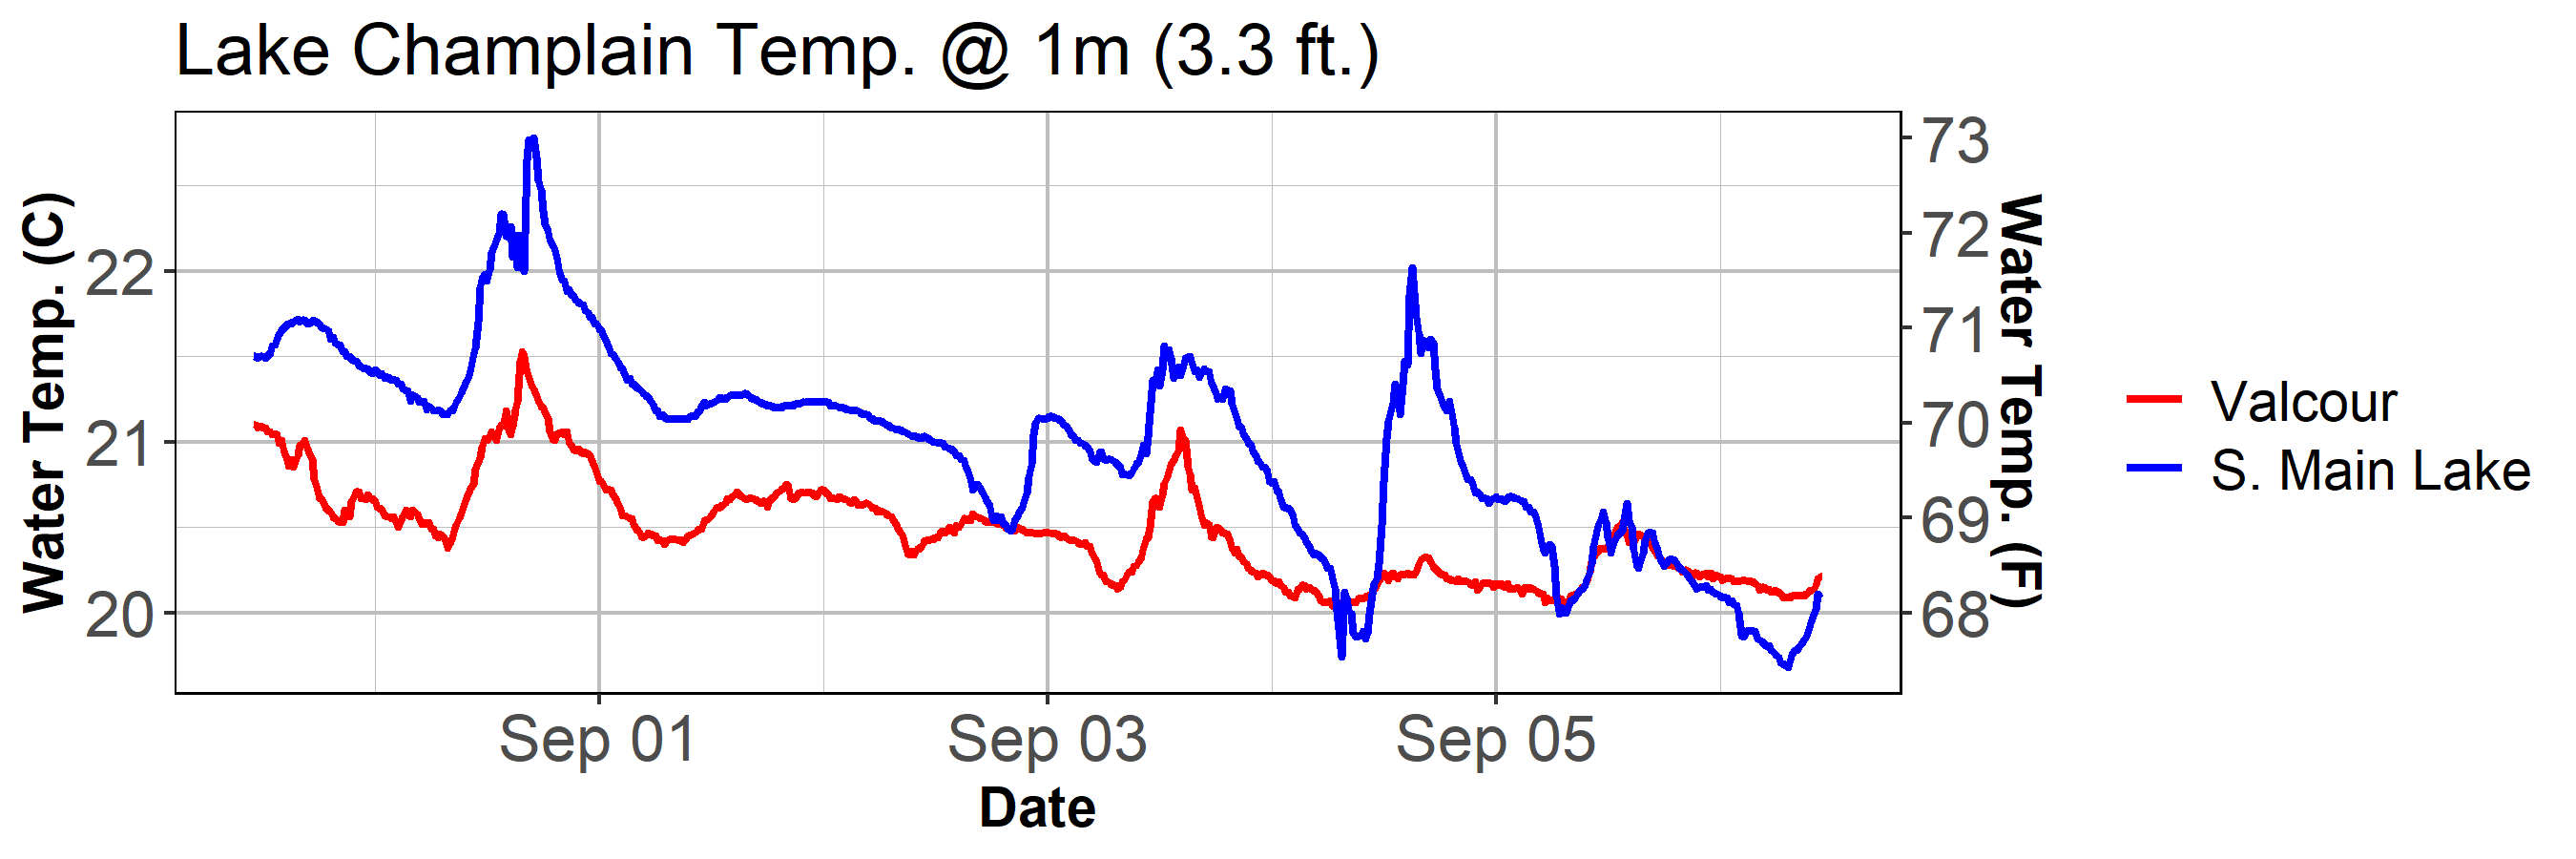 Lake Champlain Temp. @ 1m (3.3 ft.)
Water Temp. (C)
22
21
20
73
72
71
70
69
68
Water Temp. (F)
Sep 01
Sep 03
Sep 05
Date
Valcour
S. Main Lake